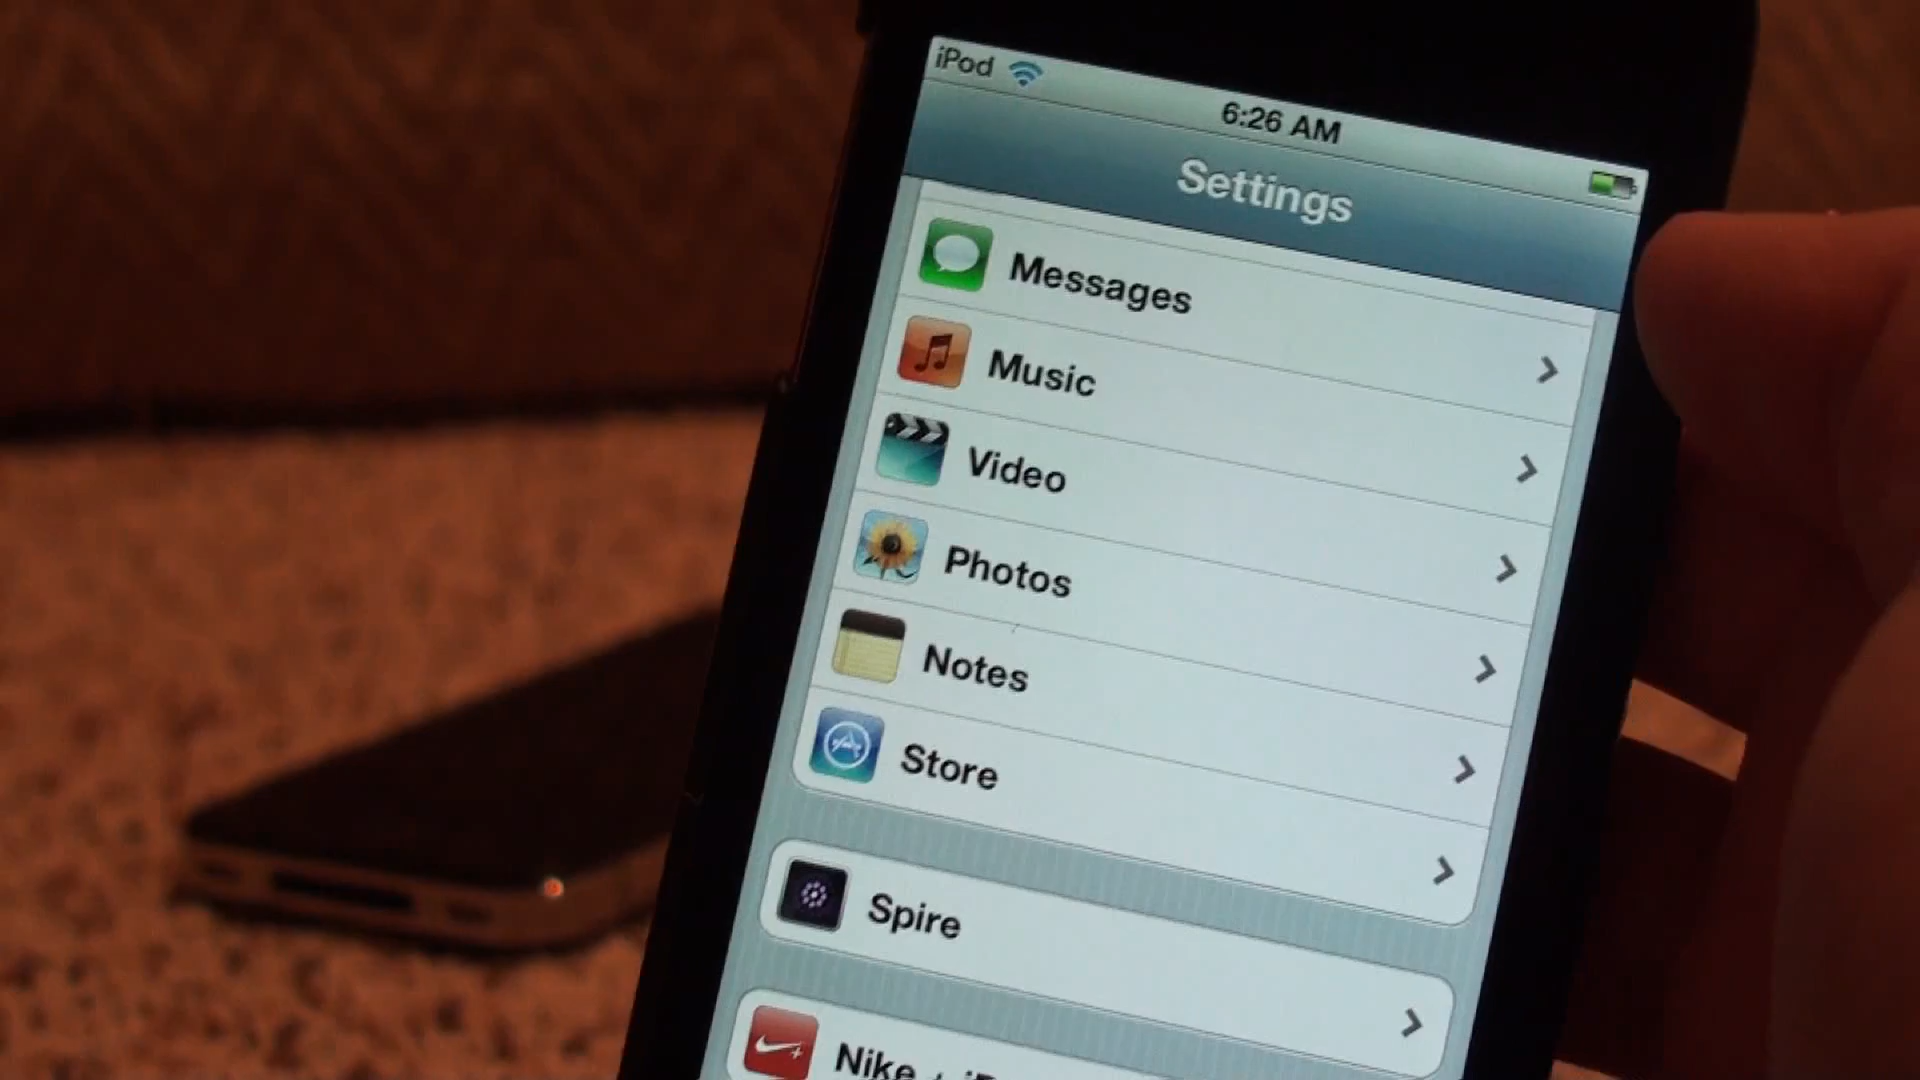 iPod
6:26 AM
Settings
Messages
Music
Video
Photos
Notes
Store
Spire
Nike +